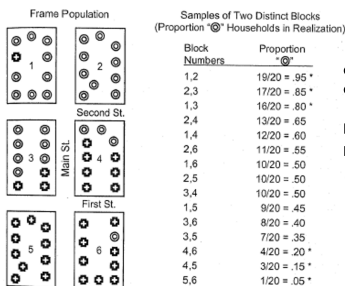 Frame Population
1
2
Second St.
3
Main St.
4
First St.
5
6
Samples of Two Distinct Blocks
(Proportion "◎" Households in Realization)
Block Numbers Proportion "◎"
1,2 19/20 = .95 *
2,3 17/20 = .85 *
1,3 16/20 = .80 *
2,4 13/20 = .65
1,4 12/20 = .60
2,6 11/20 = .55
1,6 10/20 = .50
2,5 10/20 = .50
3,4 10/20 = .50
1,5 9/20 = .45
3,6 8/20 = .40
3,5 7/20 = .35
4,6 4/20 = .20 *
4,5 3/20 = .15 *
5,6 1/20 = .05 *